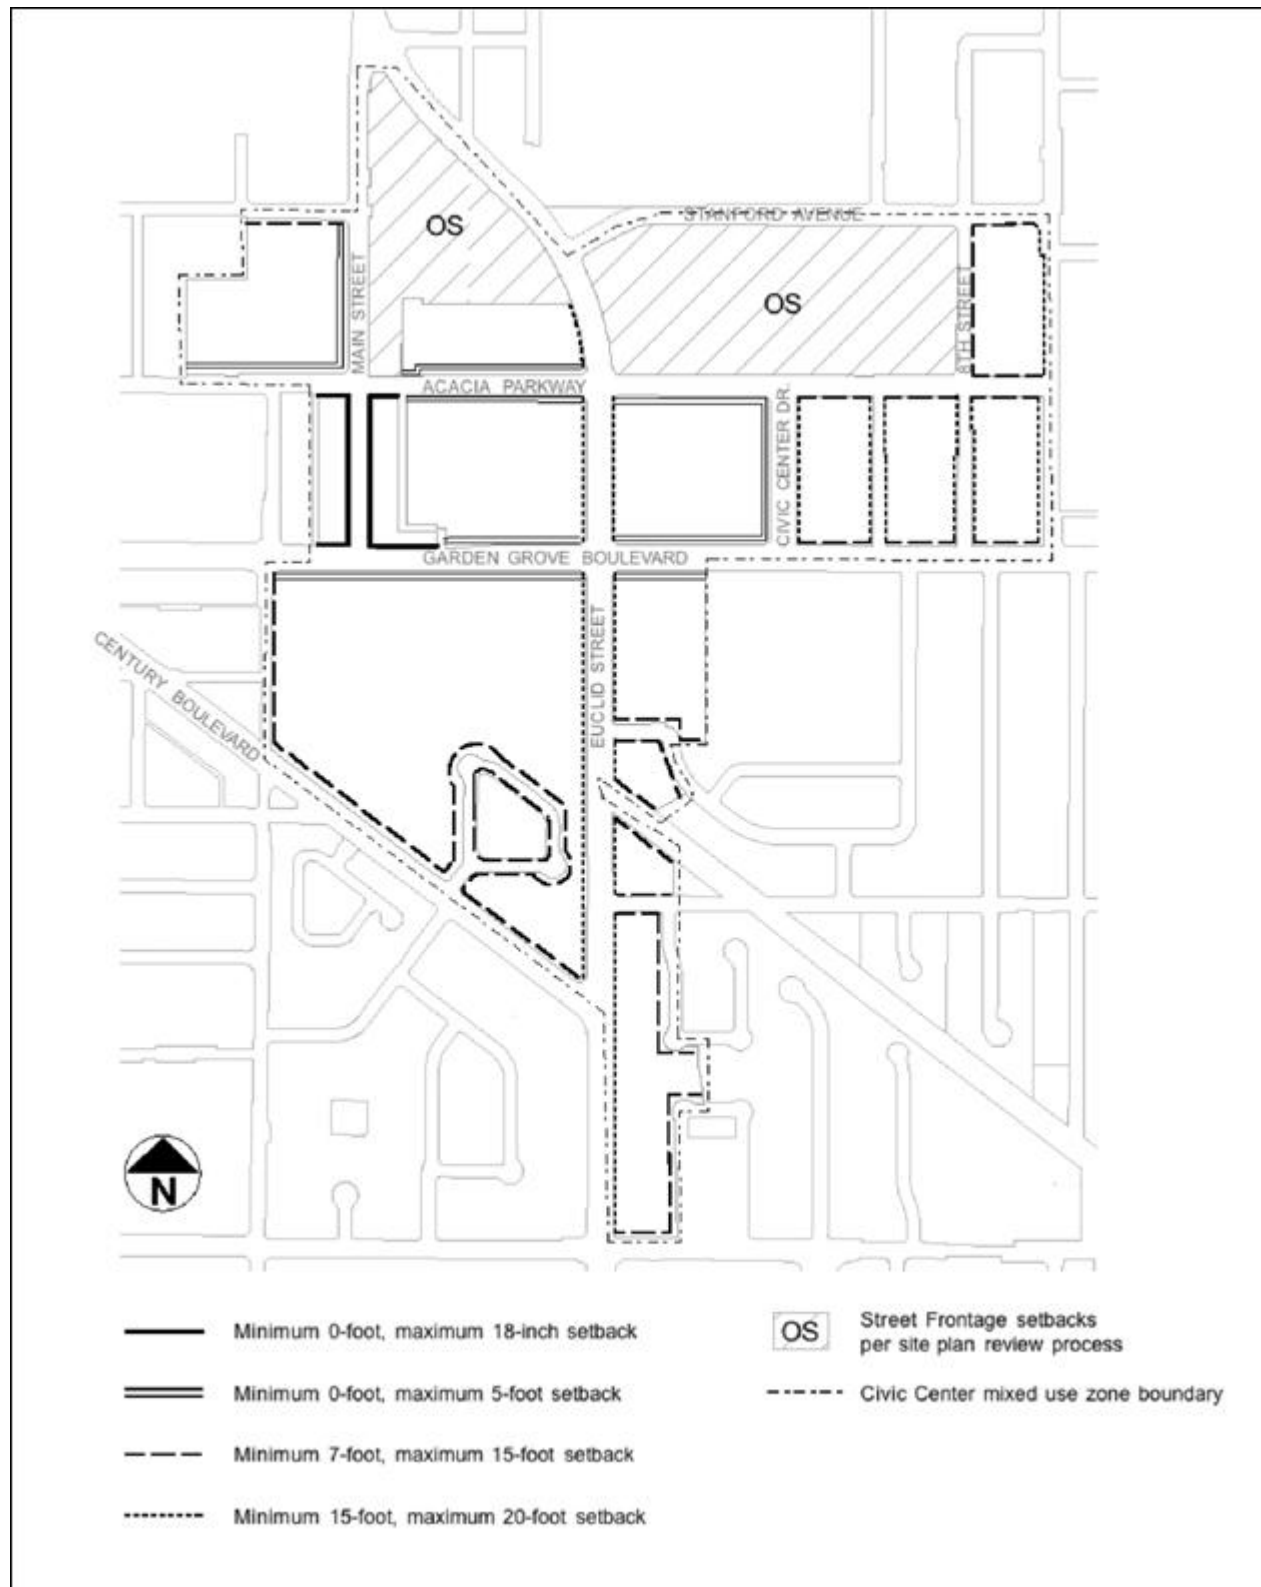 STANFORD AVENUE
OS
OS
MAIN STREET
8TH STREET
ACACIA PARKWAY
CIVIC CENTER DR.
GARDEN GROVE BOULEVARD
EUCLID STREET
CENTURY BOULEVARD
N
Minimum 0-foot, maximum 18-inch setback
Minimum 0-foot, maximum 5-foot setback
Minimum 7-foot, maximum 15-foot setback
Minimum 15-foot, maximum 20-foot setback
OS
Street Frontage setbacks
per site plan review process
Civic Center mixed use zone boundary